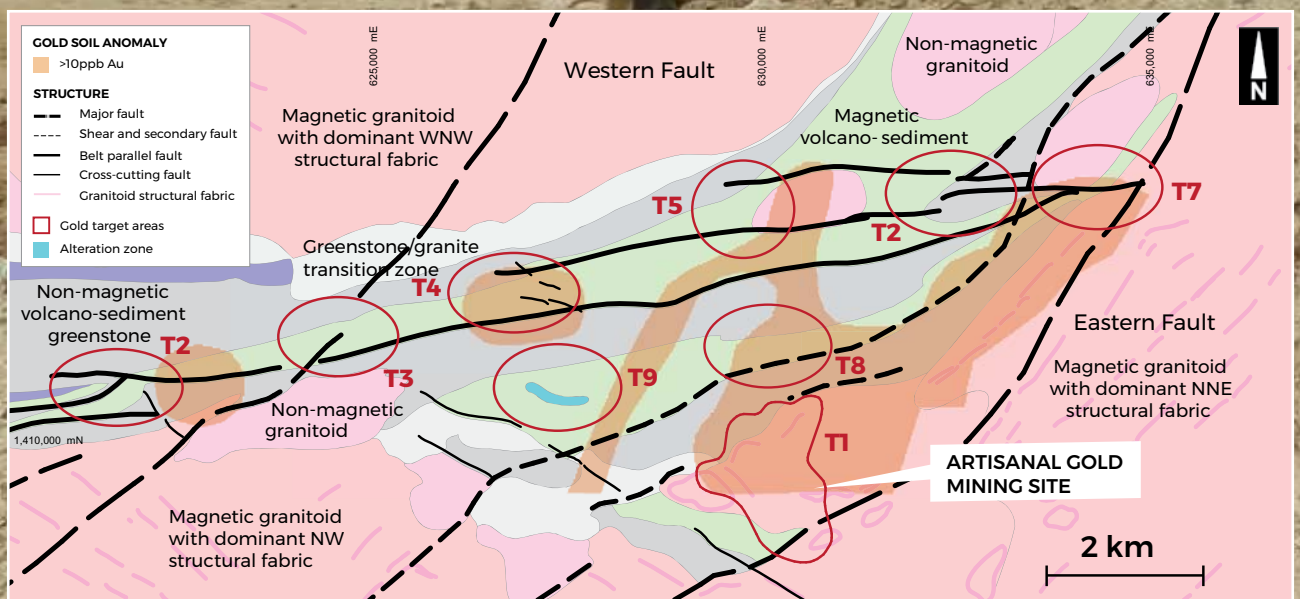 GOLD SOIL ANOMALY
>10ppb Au
STRUCTURE
Major fault
Shear and secondary fault
Belt parallel fault
Cross-cutting fault
Granitoid structural fabric
Gold target areas
Alteration zone
625,000 mE
630,000 mE
635,000 mE
N
Western Fault
Non-magnetic
granitoid
Magnetic granitoid
with dominant WNW
structural fabric
Magnetic
volcano-sediment
T5
T7
T2
Greenstone/granite
transition zone
T4
Non-magnetic
volcano-sediment
greenstone
T2
Eastern Fault
T3
T9
T8
Magnetic granitoid
with dominant NNE
structural fabric
Non-magnetic
granitoid
1,410,000 mN
T1
ARTISANAL GOLD
MINING SITE
Magnetic granitoid
with dominant NW
structural fabric
2 km